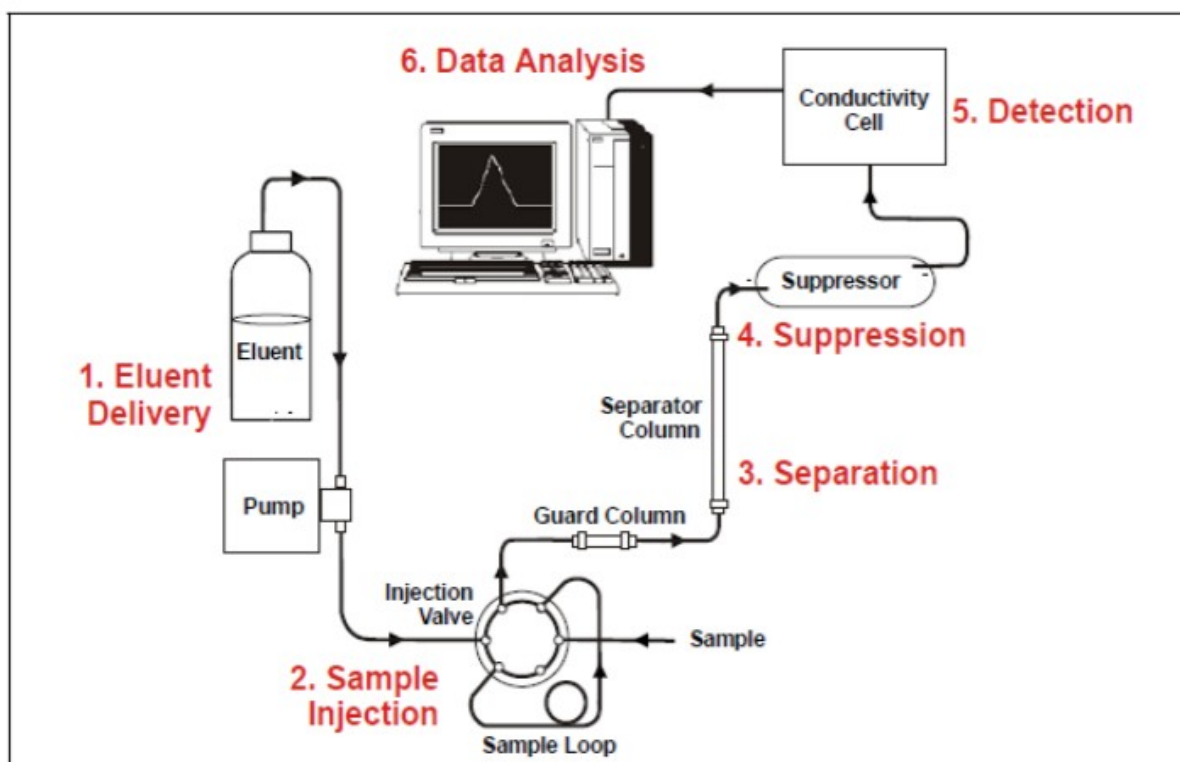 6. Data Analysis
Conductivity
Cell
5. Detection
Suppressor
4. Suppression
Eluent
1. Eluent
Delivery
Separator
Column
3. Separation
Pump
Guard Column
Injection
Valve
Sample
2. Sample
Injection
Sample Loop